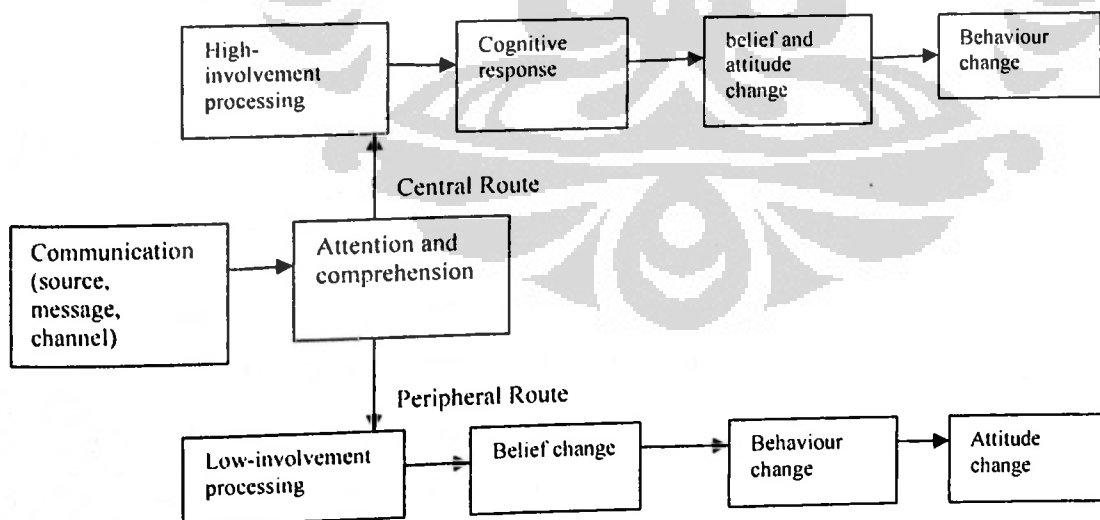 High-
involvement
processing
Cognitive
response
belief and
attitude
change
Behaviour
change
Central Route
Communication
(source,
message,
channel)
Attention and
comprehension
Peripheral Route
Low-involvement
processing
Belief change
Behaviour
change
Attitude
change